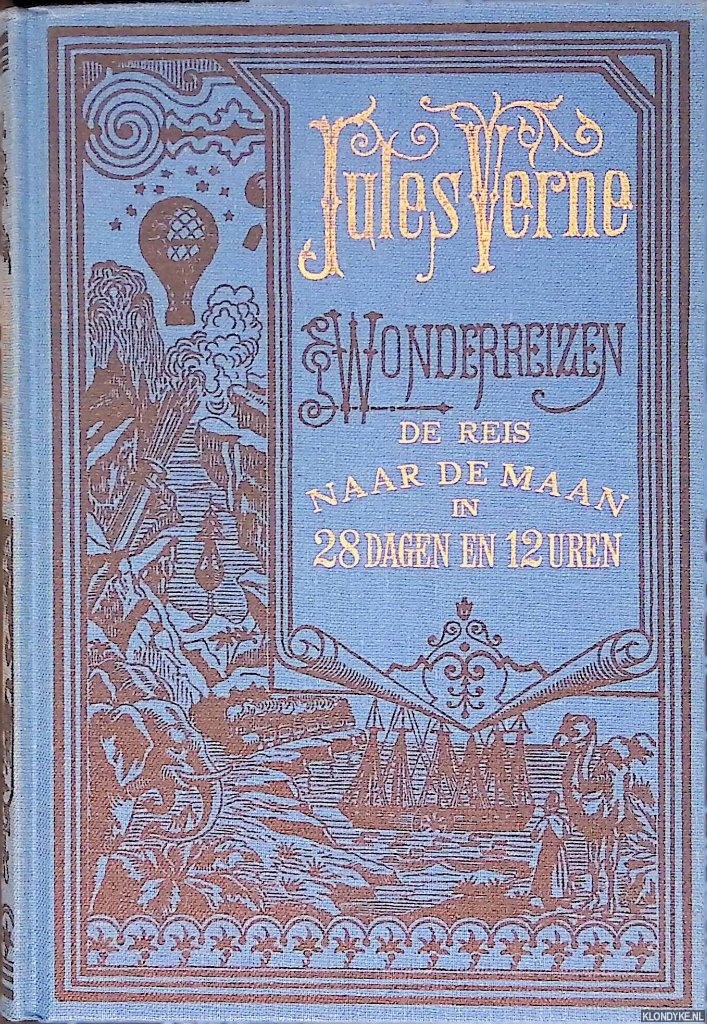 Jules Verne
WONDERREIZEN
DE REIS
NAAR DE MAAN
IN
28 DAGEN EN 12 UREN
KLONDYKE.NL